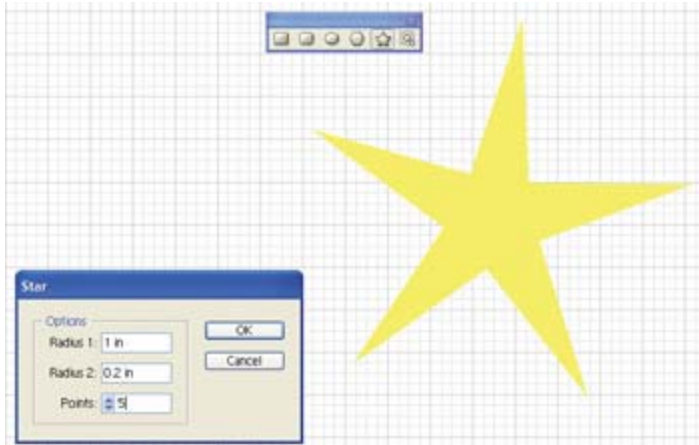 Star
Options
Radius 1: 1 in
OK
Radius 2: 0.2 in
Cancel
Points: 5